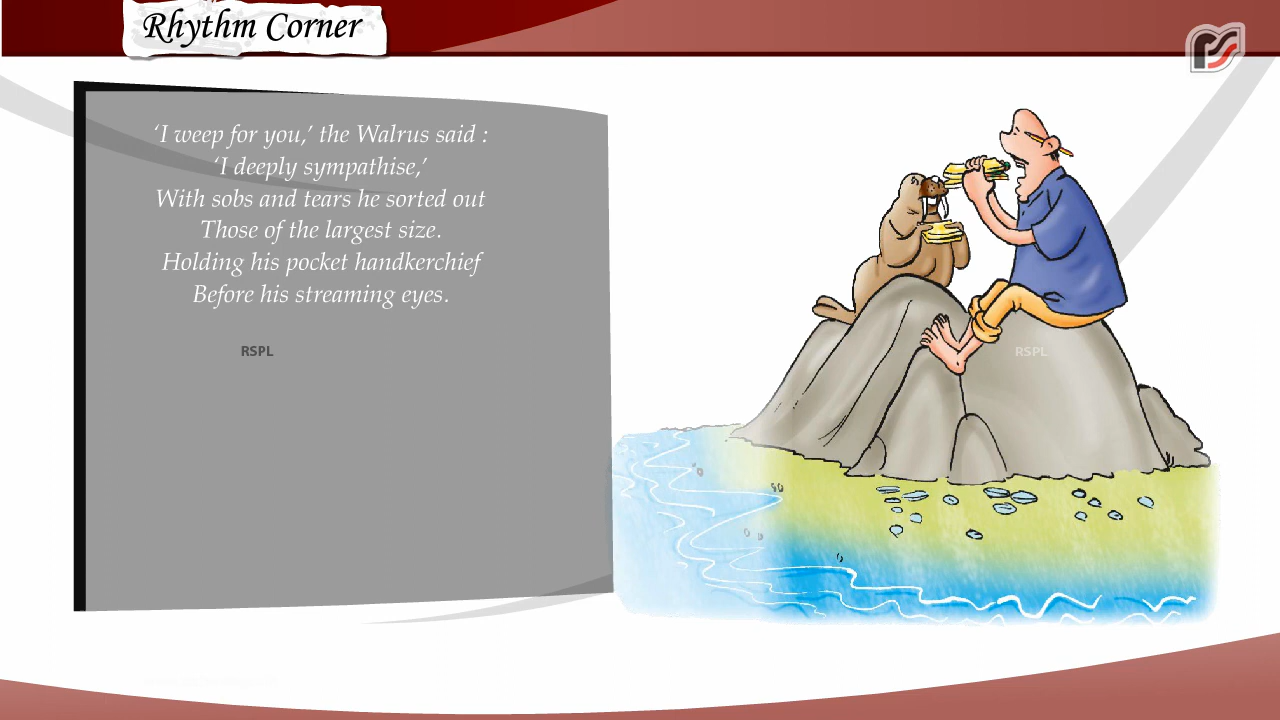 Rhythm Corner
‘I weep for you,’ the Walrus said :
‘I deeply sympathise,’
With sobs and tears he sorted out
Those of the largest size.
Holding his pocket handkerchief
Before his streaming eyes.
RSPL
RSPL